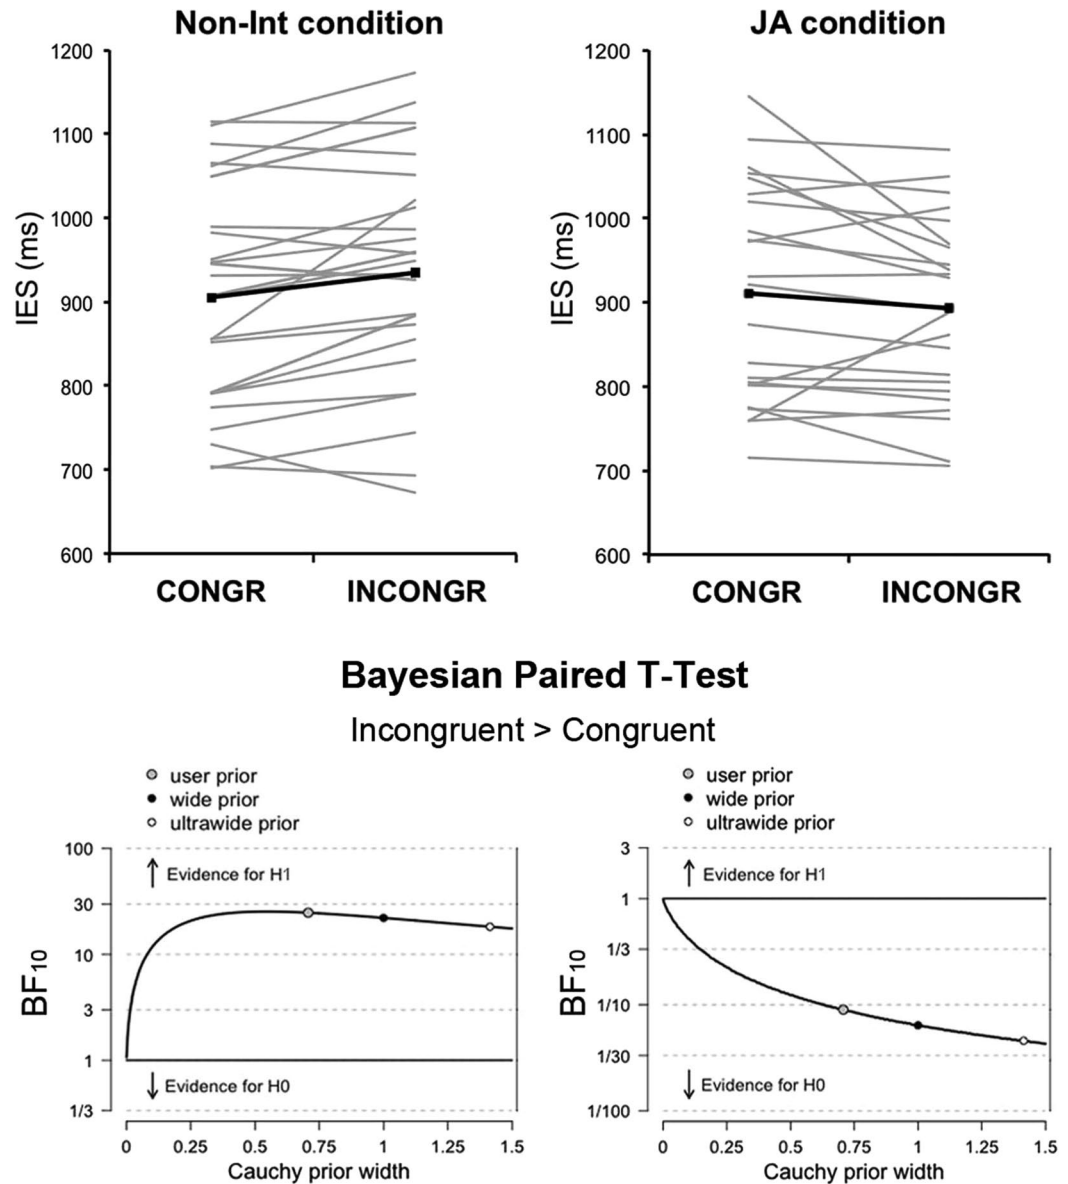 Non-Int condition
JA condition
1200
1100
1000
900
800
700
600
IES (ms)
CONGR
INCONGR
1200
1100
1000
900
800
700
600
IES (ms)
CONGR
INCONGR
Bayesian Paired T-Test
Incongruent > Congruent
user prior
wide prior
ultrawide prior
100
30
10
3
1
1/3
BF10
Evidence for H1
Evidence for H0
0
0.25
0.5
0.75
1
1.25
1.5
Cauchy prior width
user prior
wide prior
ultrawide prior
3
1
1/3
1/10
1/30
1/100
BF10
Evidence for H1
Evidence for H0
0
0.25
0.5
0.75
1
1.25
1.5
Cauchy prior width